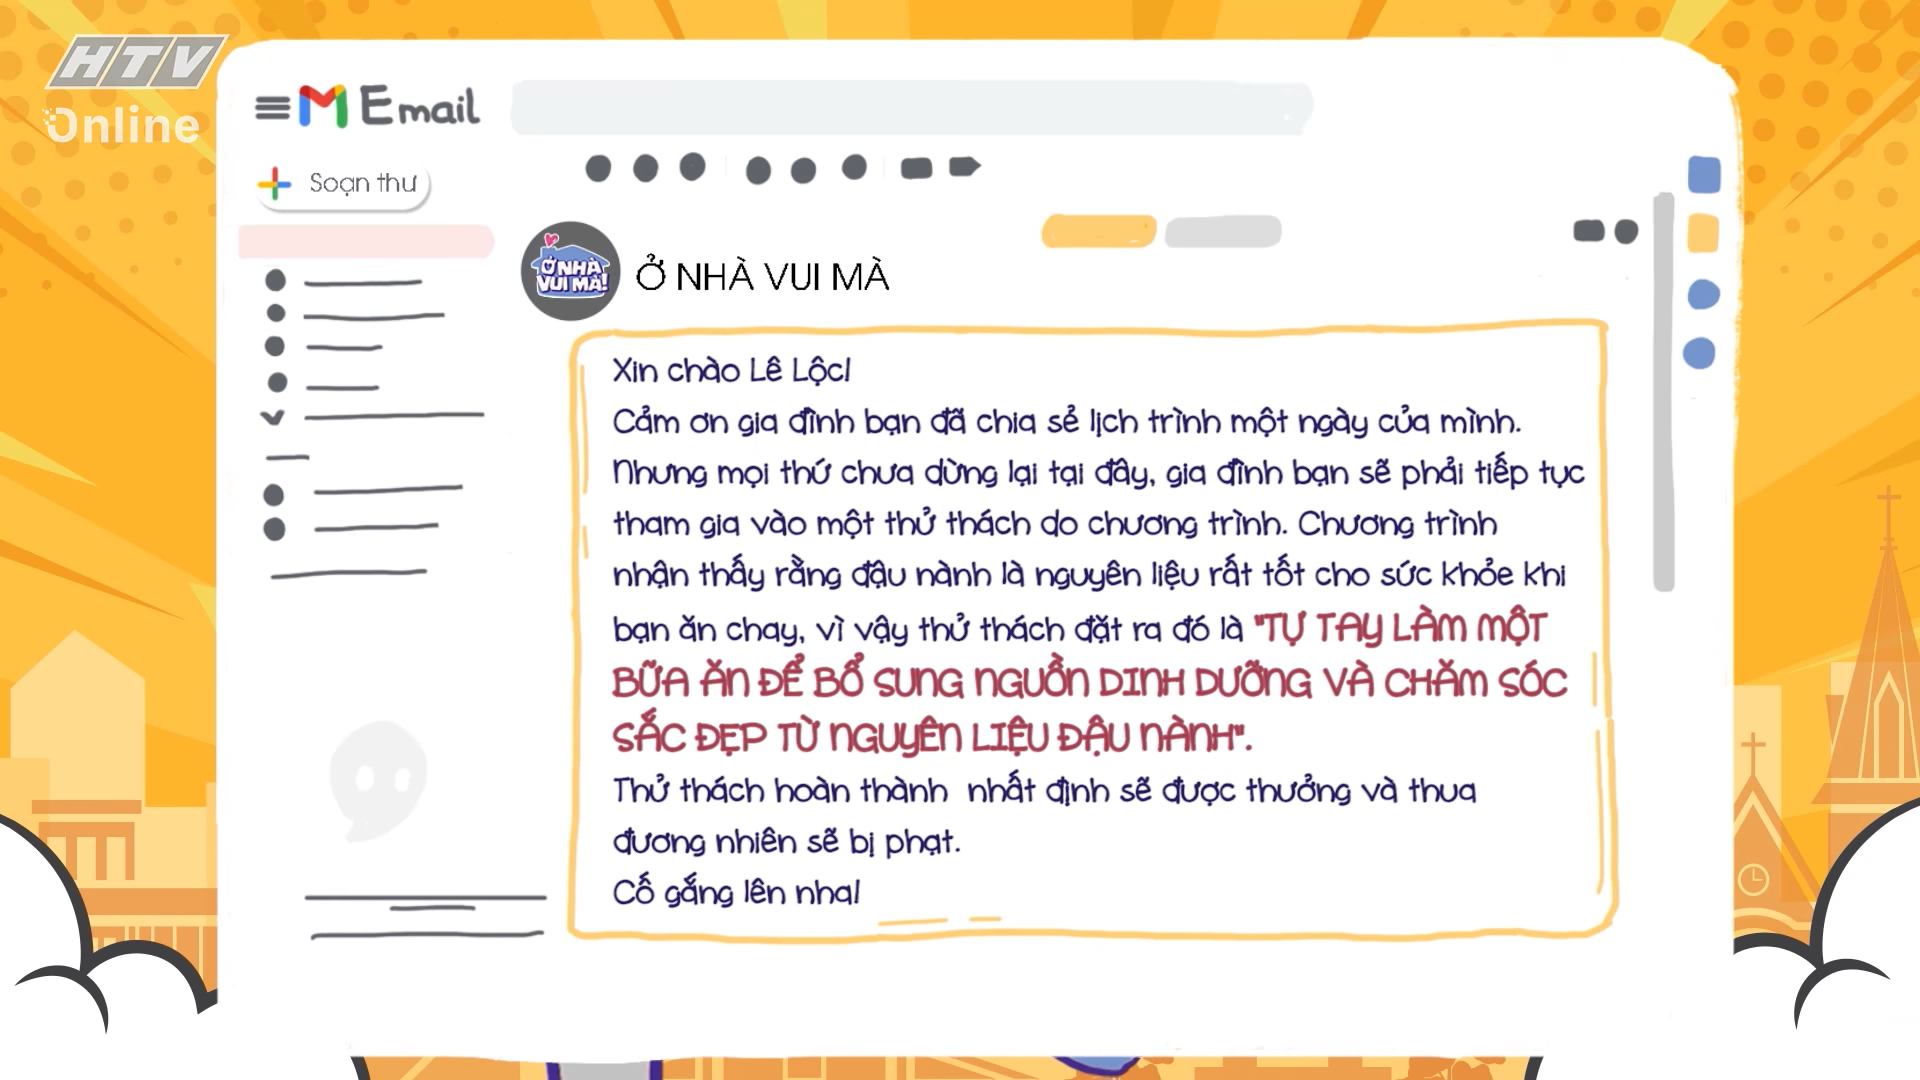 HTV
Online
Email
Soạn thư
Ở NHÀ
VUI MÀ!
Ở NHÀ VUI MÀ
Xin chào Lê Lộc!
Cảm ơn gia đình bạn đã chia sẻ lịch trình một ngày của mình.
Nhưng mọi thứ chưa dừng lại tại đây, gia đình bạn sẽ phải tiếp tục
tham gia vào một thử thách do chương trình. Chương trình
nhận thấy rằng đậu nành là nguyên liệu rất tốt cho sức khỏe khi
bạn ăn chay, vì vậy thử thách đặt ra đó là "TỰ TAY LÀM MỘT
BỮA ĂN ĐỂ BỔ SUNG NGUỒN DINH DƯỠNG VÀ CHĂM SÓC
SẮC ĐẸP TỪ NGUYÊN LIỆU ĐẬU NÀNH".
Thử thách hoàn thành nhất định sẽ được thưởng và thua
đương nhiên sẽ bị phạt.
Cố gắng lên nha!